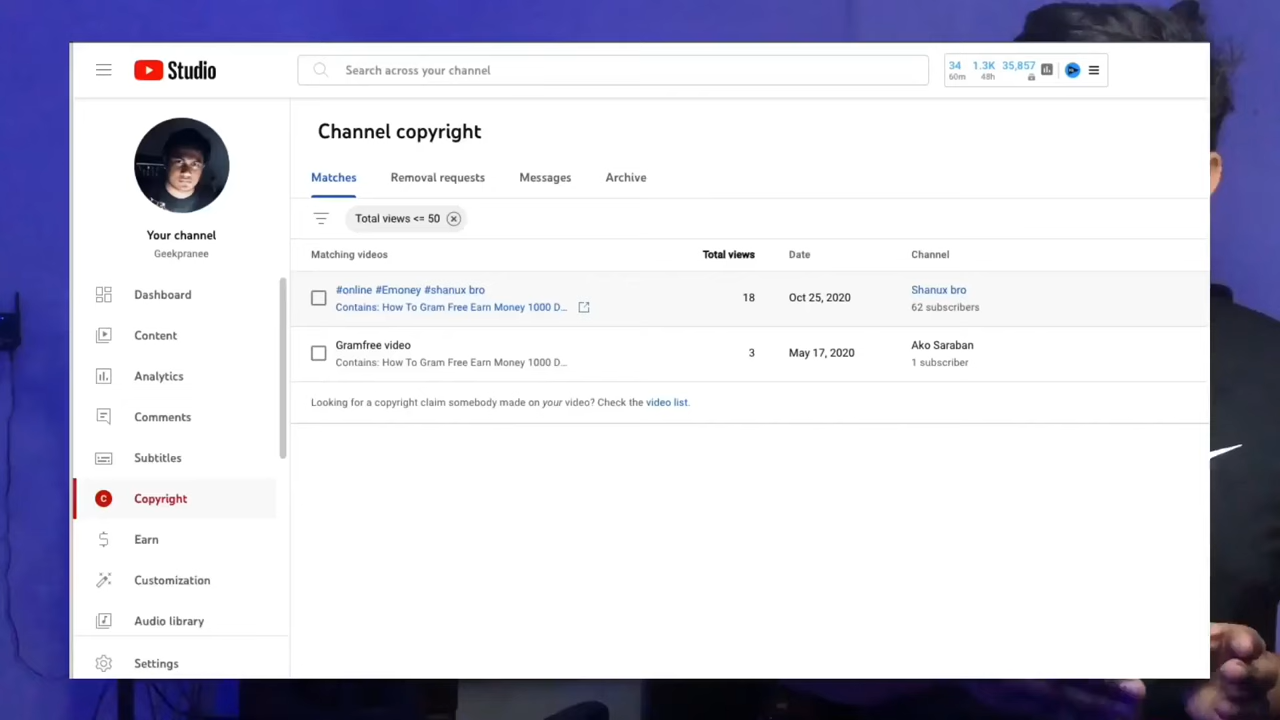 Studio
Search across your channel
34 1.3K 35,857
60m 48h
Channel copyright
Matches Removal requests Messages Archive
Total views <= 50
Your channel
Geekpranee
Dashboard
Content
Analytics
Comments
Subtitles
C Copyright
Earn
Customization
Audio library
Settings
Matching videos Total views Date Channel
#online #Emoney #shanux bro 18 Oct 25, 2020 Shanux bro
Contains: How To Gram Free Earn Money 1000 D... 62 subscribers
Gramfree video 3 May 17, 2020 Ako Saraban
Contains: How To Gram Free Earn Money 1000 D... 1 subscriber
Looking for a copyright claim somebody made on your video? Check the video list.